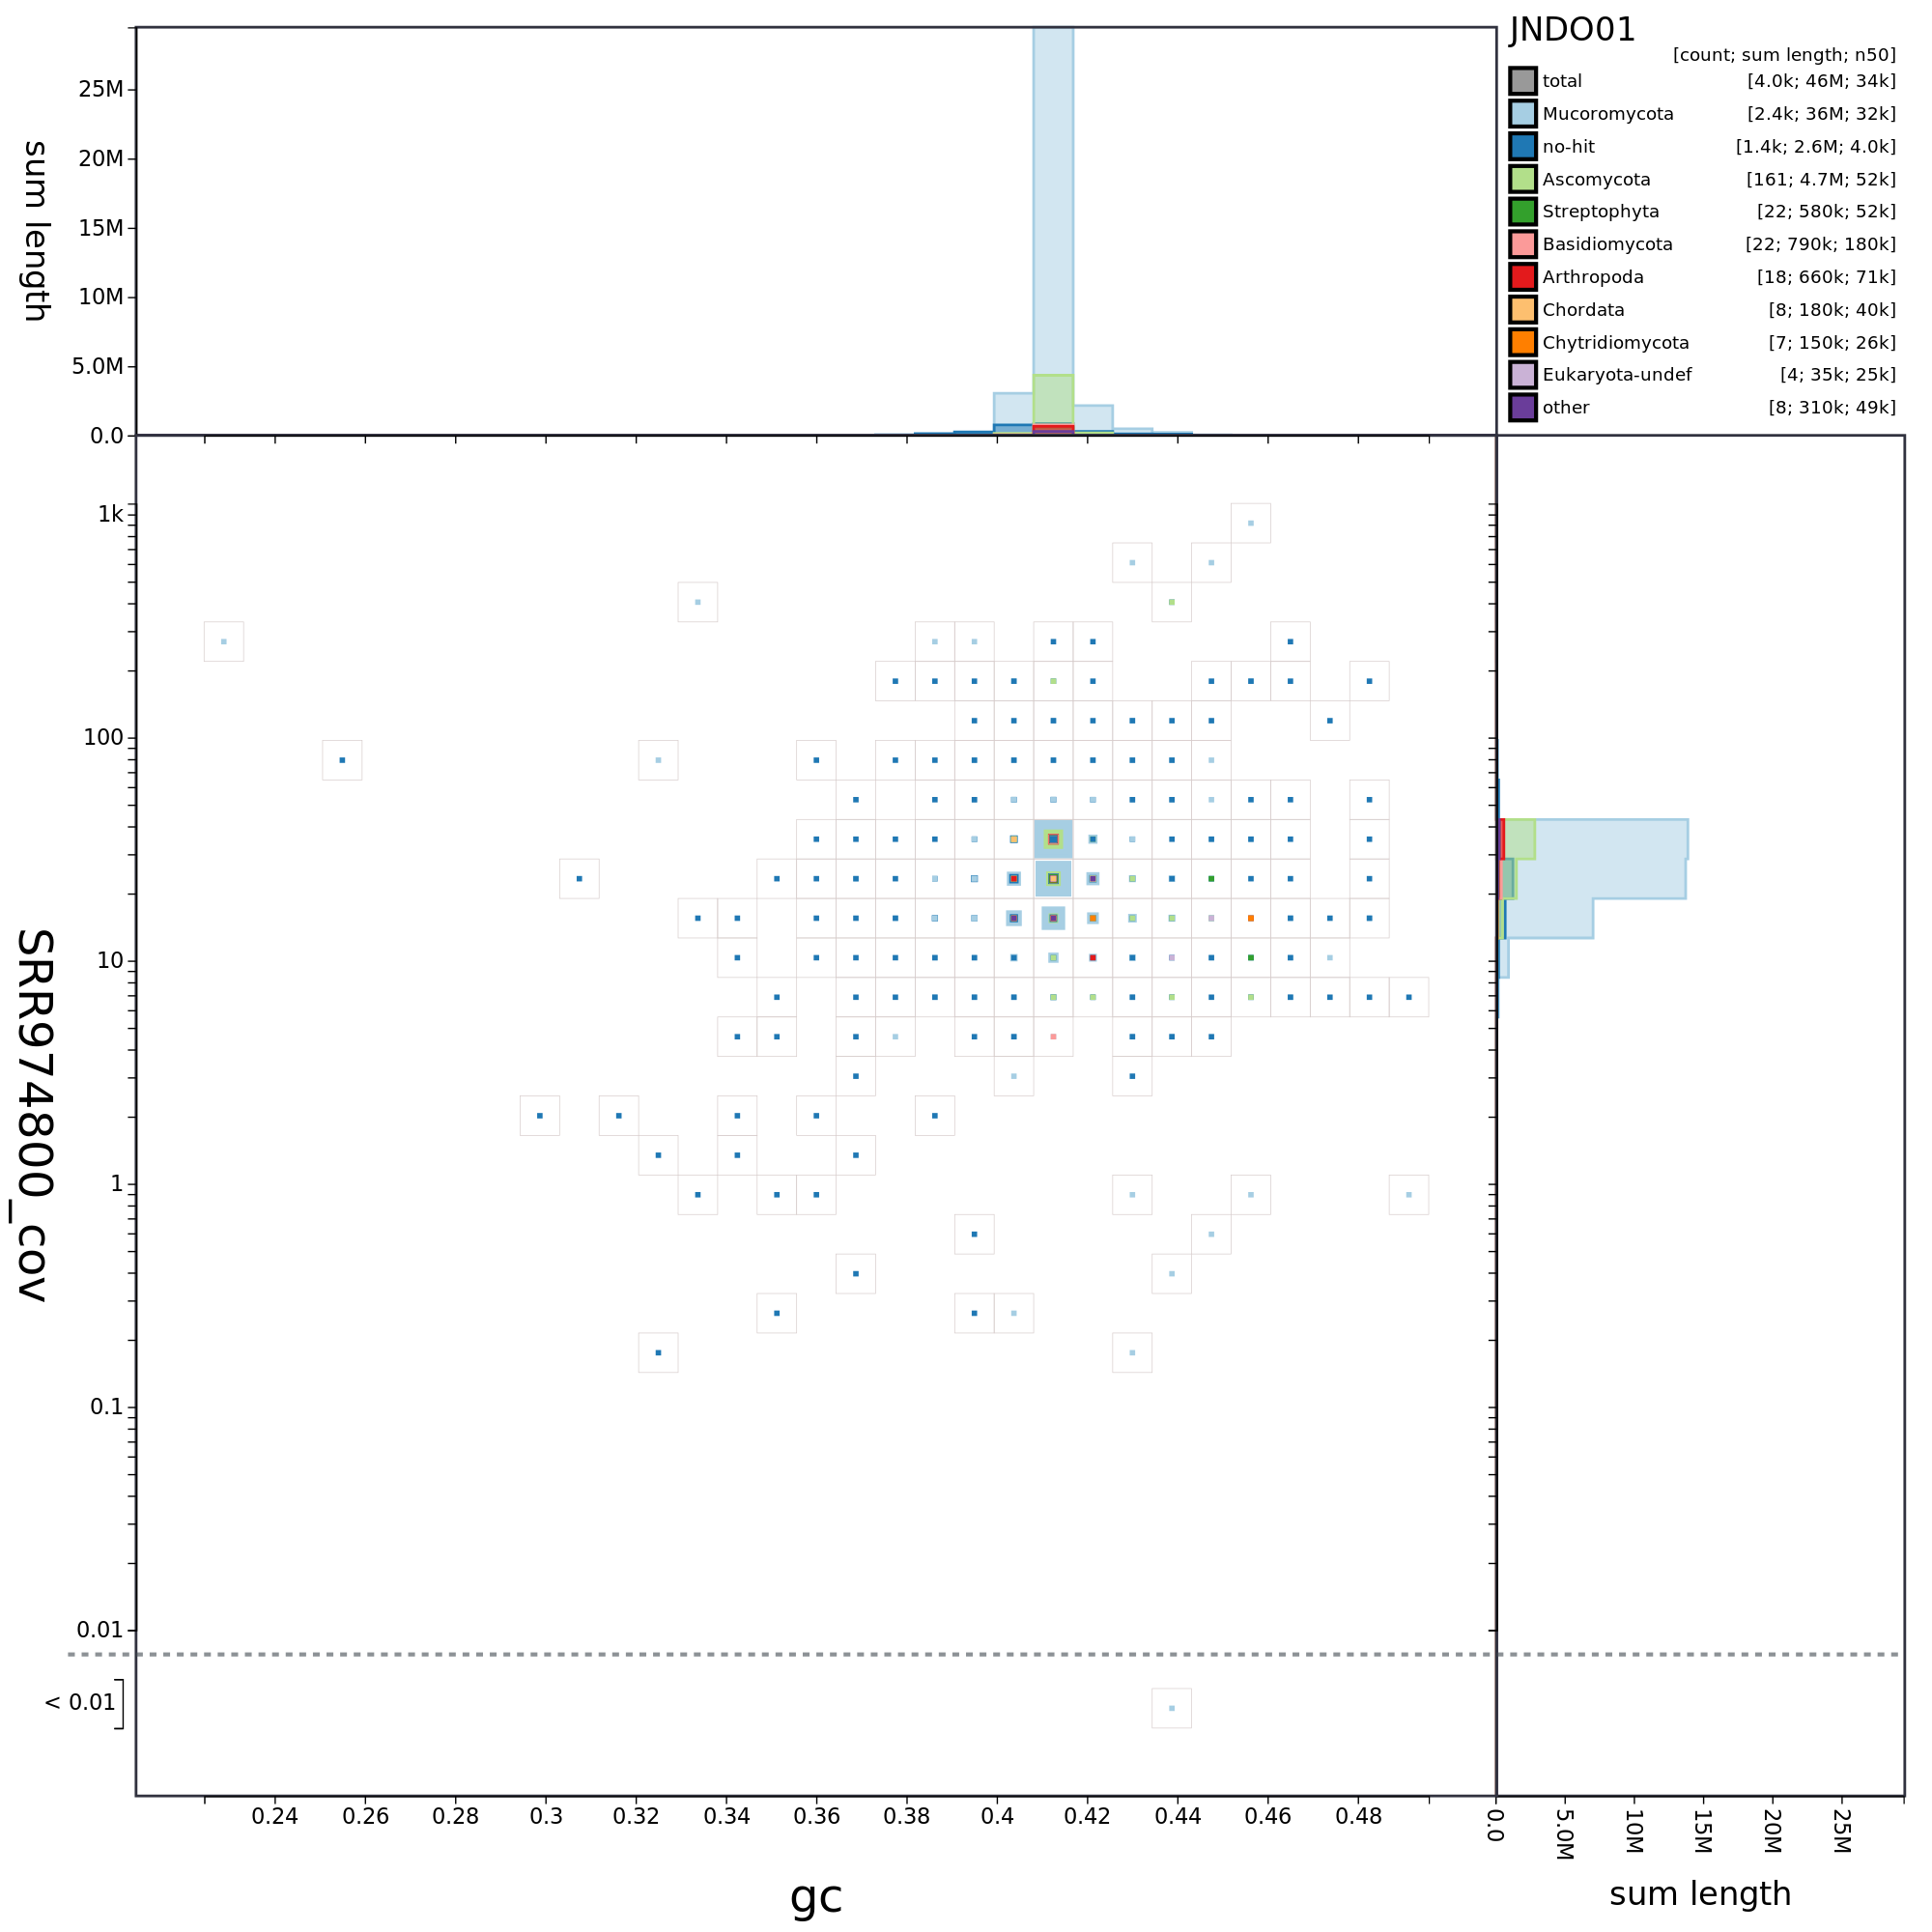 JNDO01
[count; sum length; n50]
total [4.0k; 46M; 34k]
Mucoromycota [2.4k; 36M; 32k]
no-hit [1.4k; 2.6M; 4.0k]
Ascomycota [161; 4.7M; 52k]
Streptophyta [22; 580k; 52k]
Basidiomycota [22; 790k; 180k]
Arthropoda [18; 660k; 71k]
Chordata [8; 180k; 40k]
Chytridiomycota [7; 150k; 26k]
Eukaryota-undef [4; 35k; 25k]
other [8; 310k; 49k]
sum length
25M
20M
15M
10M
5.0M
0.0
SRR974800_cov
1k
100
10
1
0.1
0.01
< 0.01
0.24 0.26 0.28 0.3 0.32 0.34 0.36 0.38 0.4 0.42 0.44 0.46 0.48
gc
0.0 5.0M 10M 15M 20M 25M
sum length